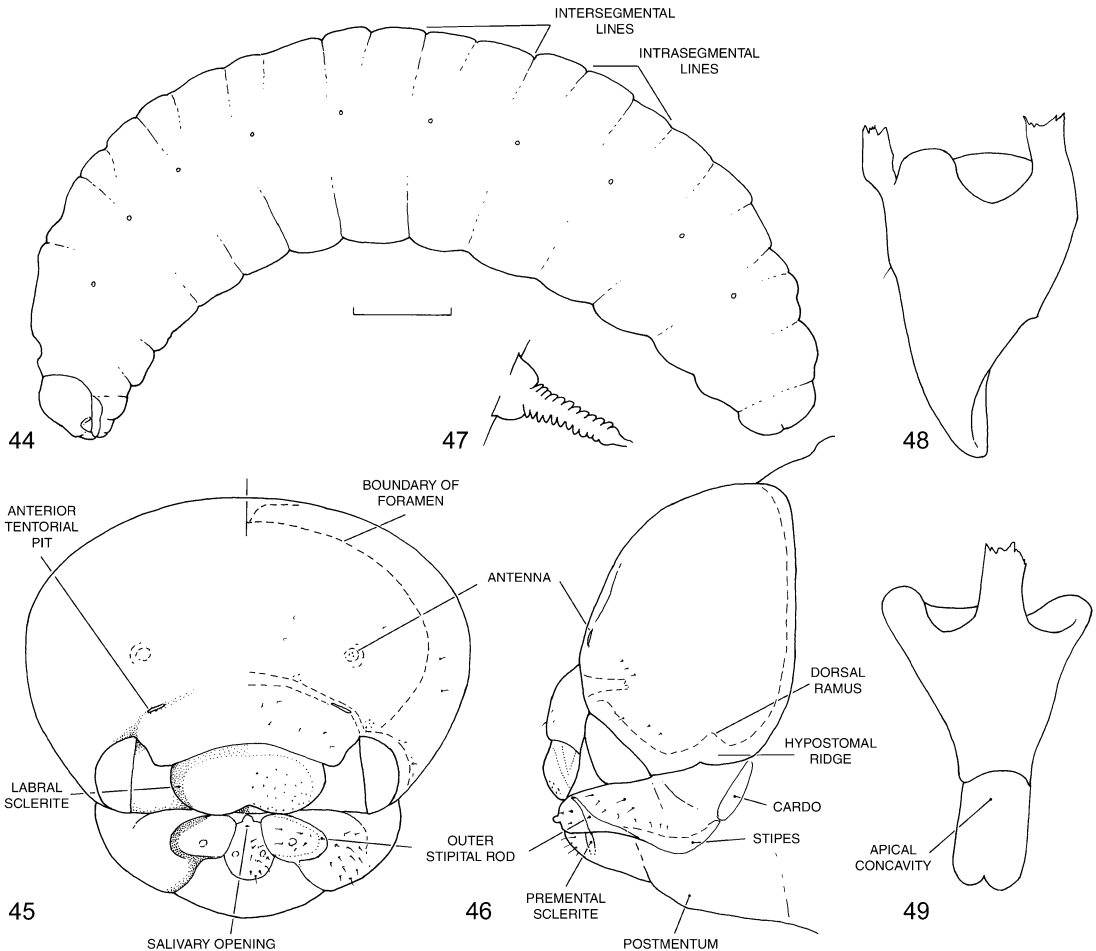 INTERSEGMENTAL
LINES
INTRASEGMENTAL
LINES
44
47
48
BOUNDARY OF
FORAMEN
ANTERIOR
TENTORIAL
PIT
ANTENNA
DORSAL
RAMUS
HYPOSTOMAL
RIDGE
LABRAL
SCLERITE
CARDO
OUTER
STIPITAL ROD
STIPES
APICAL
CONCAVITY
PREMENTAL
SCLERITE
45
46
49
SALIVARY OPENING
POSTMENTUM